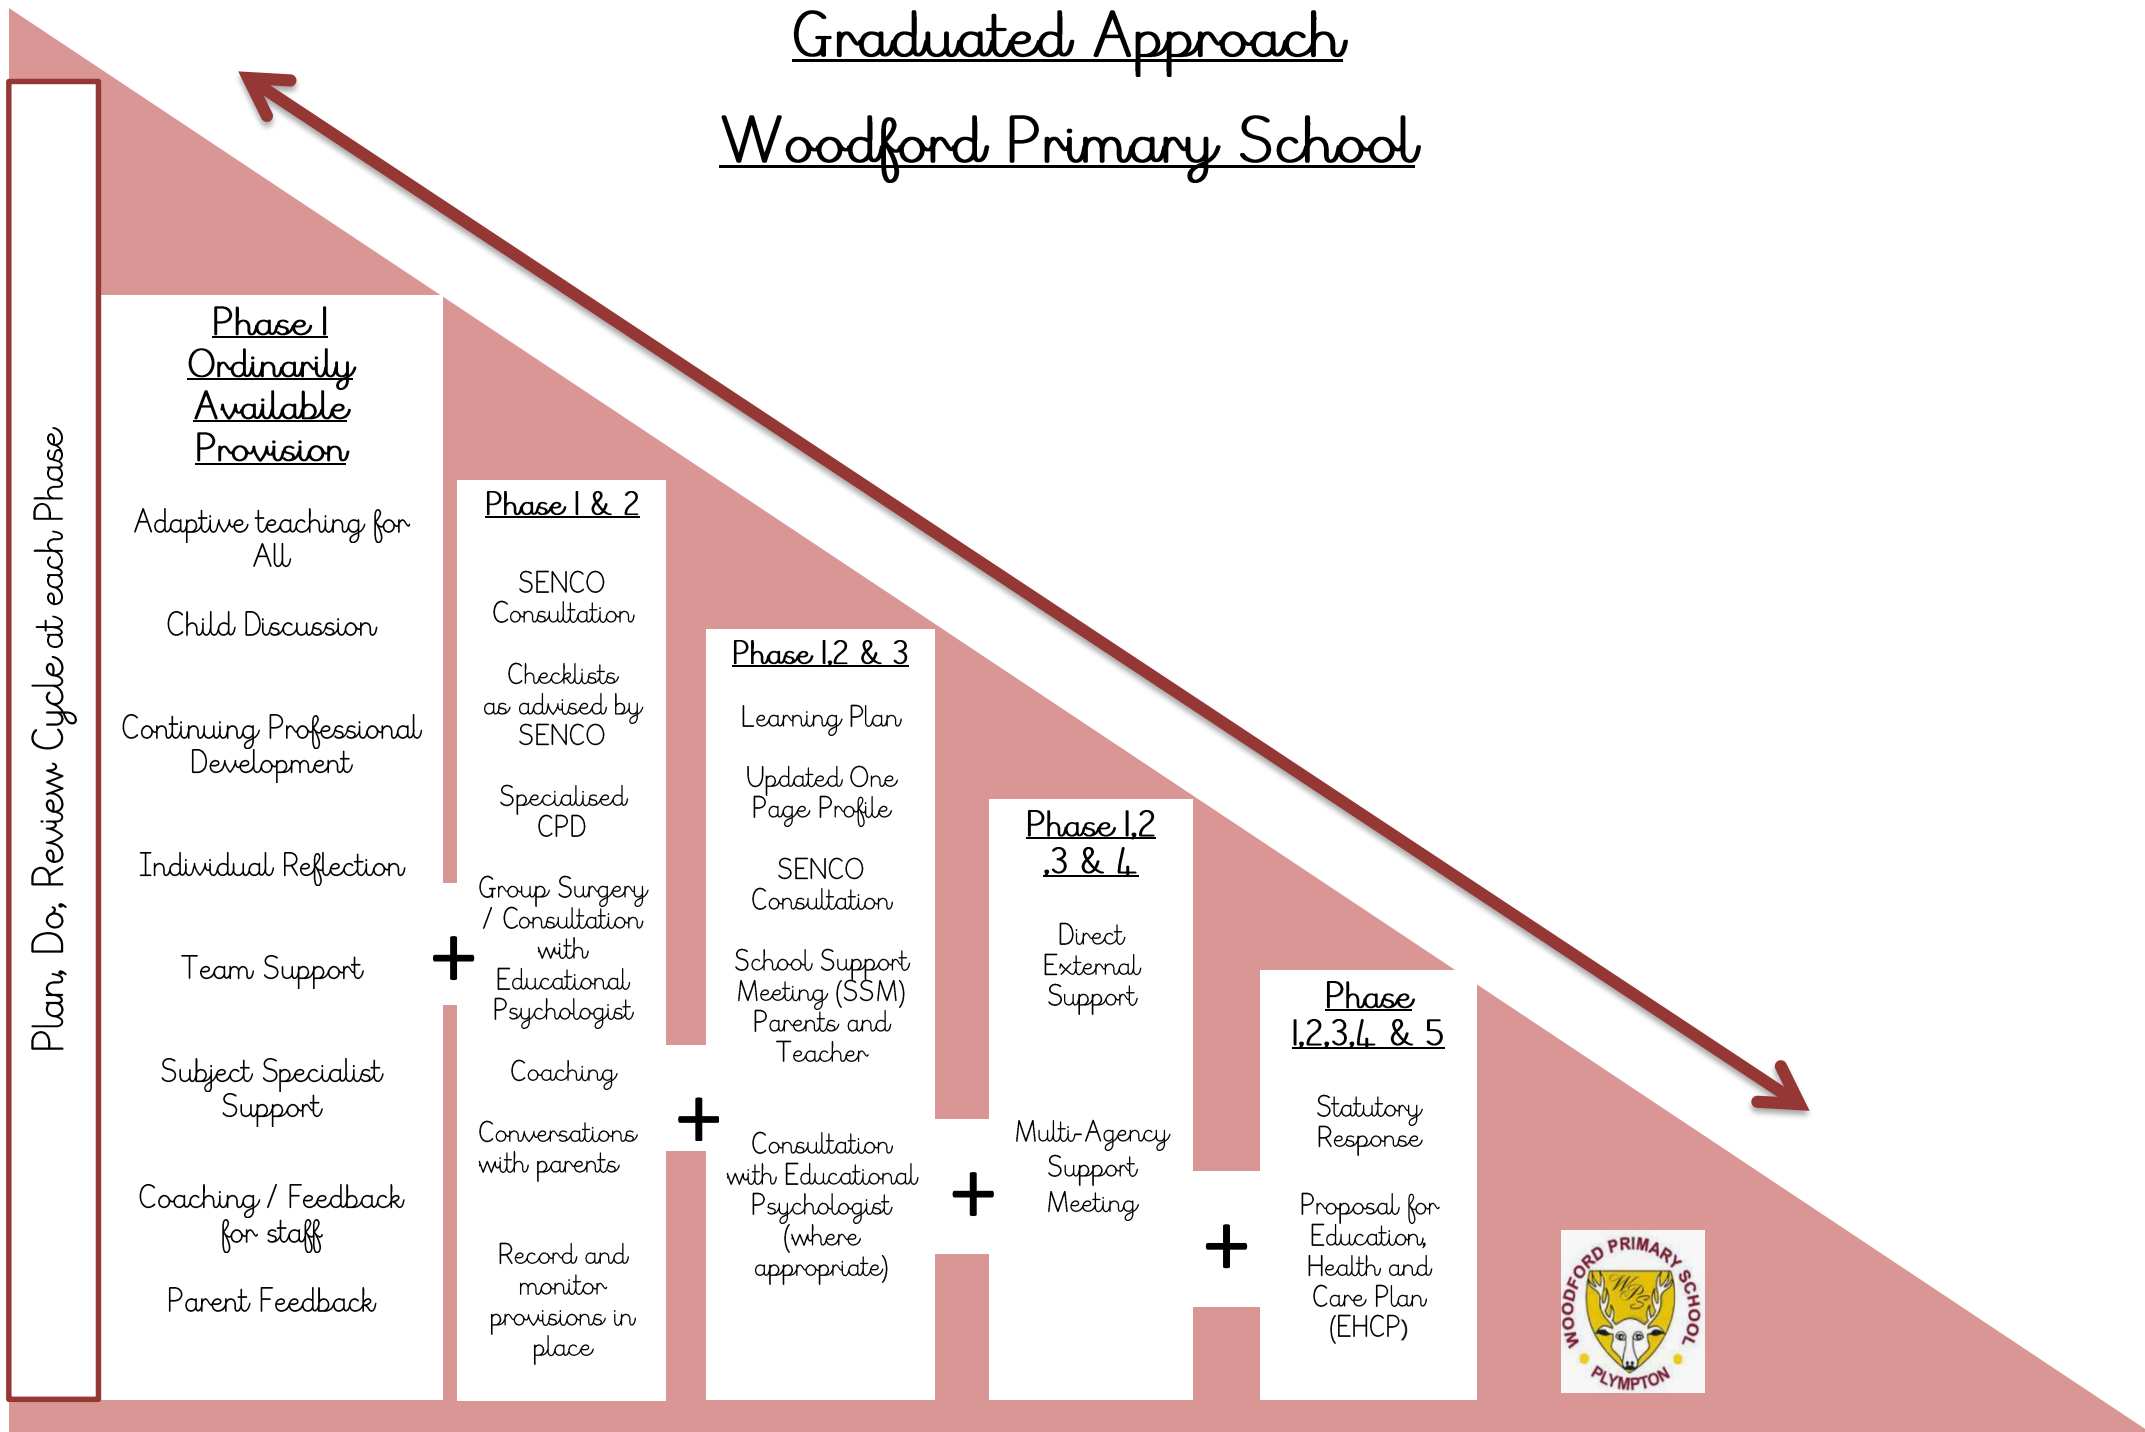 Graduated Approach
Woodford Primary School
Plan, Do, Review Cycle at each Phase
Phase 1
Ordinarily
Available
Provision
Adaptive teaching for
All
Child Discussion
Continuing Professional
Development
Individual Reflection
Team Support
Subject Specialist
Support
Coaching / Feedback
for staff
Parent Feedback
+
Phase 1 & 2
SENCO
Consultation
Checklists
as advised by
SENCO
Specialised
CPD
Group Surgery
/ Consultation
with
Educational
Psychologist
Coaching
Conversations
with parents
Record and
monitor
provisions in
place
+
Phase 1,2 & 3
Learning Plan
Updated One
Page Profile
SENCO
Consultation
School Support
Meeting (SSM)
Parents and
Teacher
Consultation
with Educational
Psychologist
(where
appropriate)
+
Phase 1,2
,3 & 4
Direct
External
Support
Multi-Agency
Support
Meeting
+
Phase
1,2,3,4 & 5
Statutory
Response
Proposal for
Education,
Health and
Care Plan
(EHCP)
WOODFORD PRIMARY SCHOOL
WPS
PLYMPTON